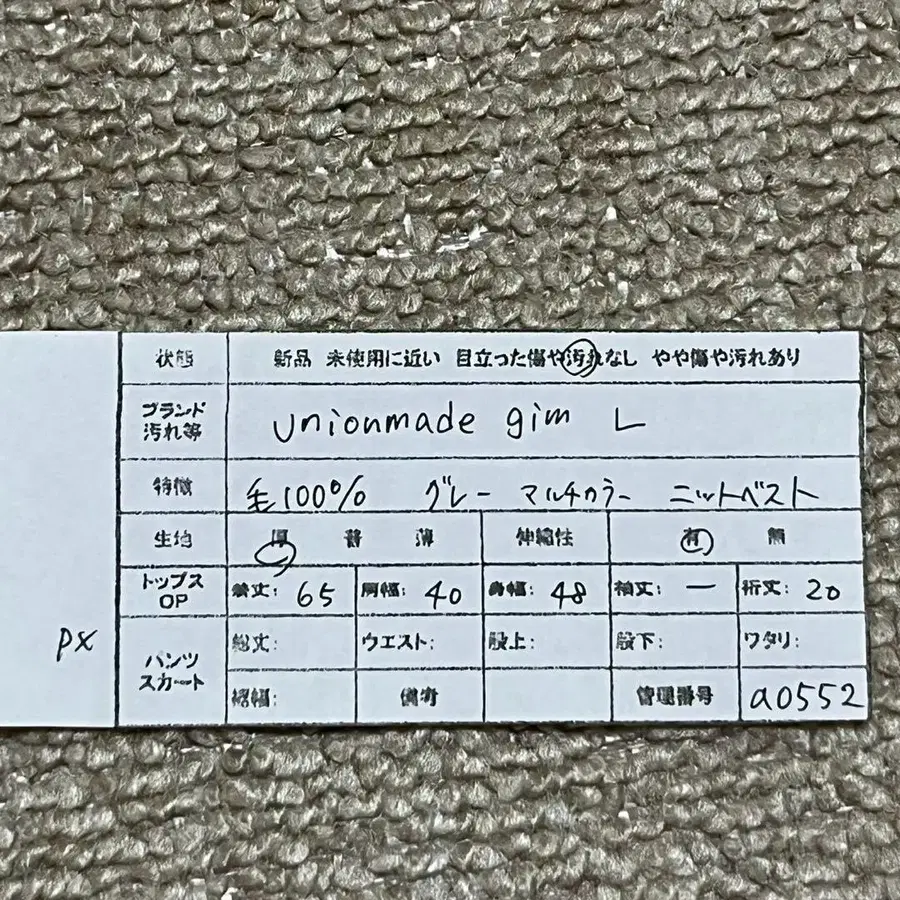 状態 新品 未使用に近い 目立った傷や汚れなし やや傷や汚れあり
ブランド
汚れ等
unionmade gim L
特徴 毛100% グレー マルチカラー ニットベスト
生地 厚 普 薄 伸縮性 有 無
トップス
OP
着丈: 65 肩幅: 40 身幅: 48 袖丈: ー 裄丈: 20
PX
パンツ
スカート
総丈: ウエスト: 股上: 股下: ワタリ:
裾幅: 備考 管理番号 a0552